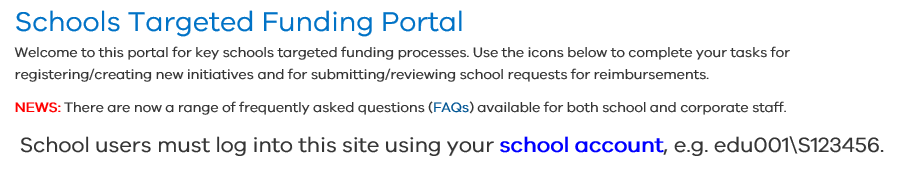 Schools Targeted Funding Portal
Welcome to this portal for key schools targeted funding processes. Use the icons below to complete your tasks for
registering/creating new initiatives and for submitting/reviewing school requests for reimbursements.
NEWS: There are now a range of frequently asked questions (FAQs) available for both school and corporate staff.
School users must log into this site using your school account, e.g. edu001\S123456.